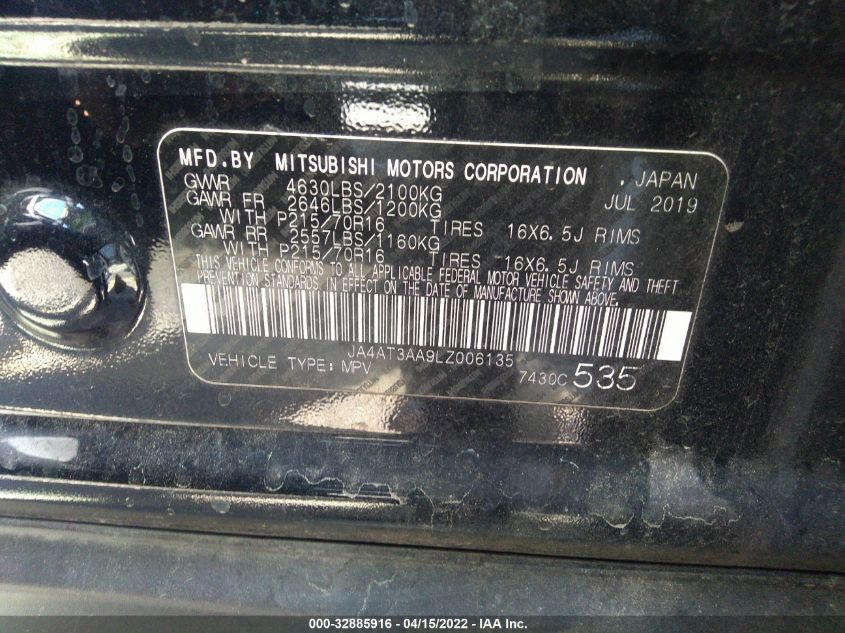 MFD.BY MITSUBISHI MOTORS CORPORATION , JAPAN
GVWR 4630LBS/2100KG JUL 2019
GAWR FR 2646LBS/1200KG
WITH P215/70R16 TIRES 16X6.5J RIMS
GAWR RR 2557LBS/1160KG
WITH P215/70R16 TIRES 16X6.5J RIMS
THIS VEHICLE CONFORMS TO ALL APPLICABLE FEDERAL MOTOR VEHICLE SAFETY AND THEFT
PREVENTION STANDARDS IN EFFECT ON THE DATE OF MANUFACTURE SHOWN ABOVE.
JA4AT3AA9LZ006135
VEHICLE TYPE: MPV 7430C 535
000-32885916 - 04/15/2022 - IAA Inc.